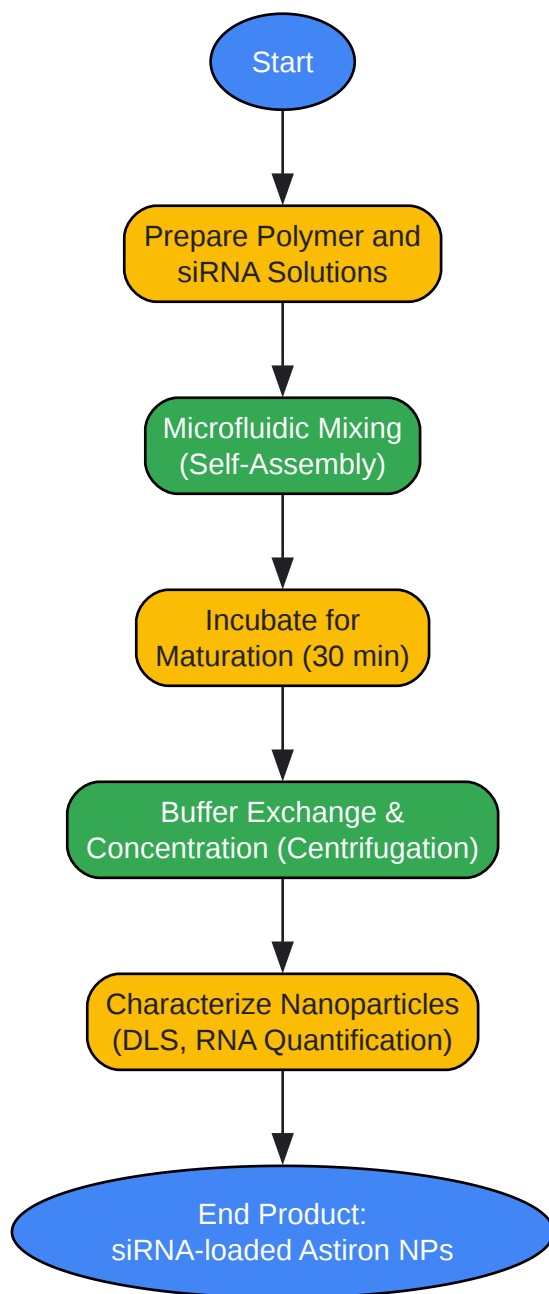 Start
Prepare Polymer and
siRNA Solutions
Microfluidic Mixing
(Self-Assembly)
Incubate for
Maturation (30 min)
Buffer Exchange &
Concentration (Centrifugation)
Characterize Nanoparticles
(DLS, RNA Quantification)
End Product:
siRNA-loaded Astiron NPs